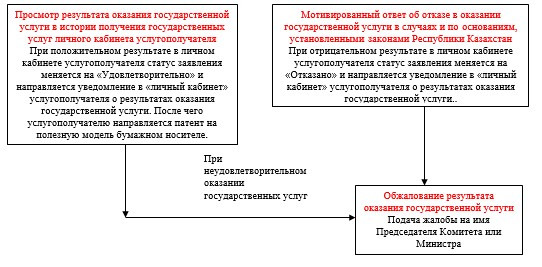 Просмотр результата оказания государственной
услуги в истории получения государственных
услуг личного кабинета услугополучателя
При положительном результате в личном
кабинете услугополучателя статус заявления
меняется на «Удовлетворительно» и
направляется уведомление в «личный кабинет»
услугополучателя о результатах оказания
государственной услуги. После чего
услугополучателю направляется патент на
полезную модель бумажном носителе.
Мотивированный ответ об отказе в оказании
государственной услуги в случаях и по основаниям,
установленными законами Республики Казахстан
При отрицательном результате в личном кабинете
услугополучателя статус заявления меняется на
«Отказано» и направляется уведомление в «личный
кабинет» услугополучателя о результатах оказания
государственной услуги..
При
неудовлетворительном
оказании
государственных услуг
Обжалование результата
оказания государственной услуги
Подача жалобы на имя
Председателя Комитета или
Министра